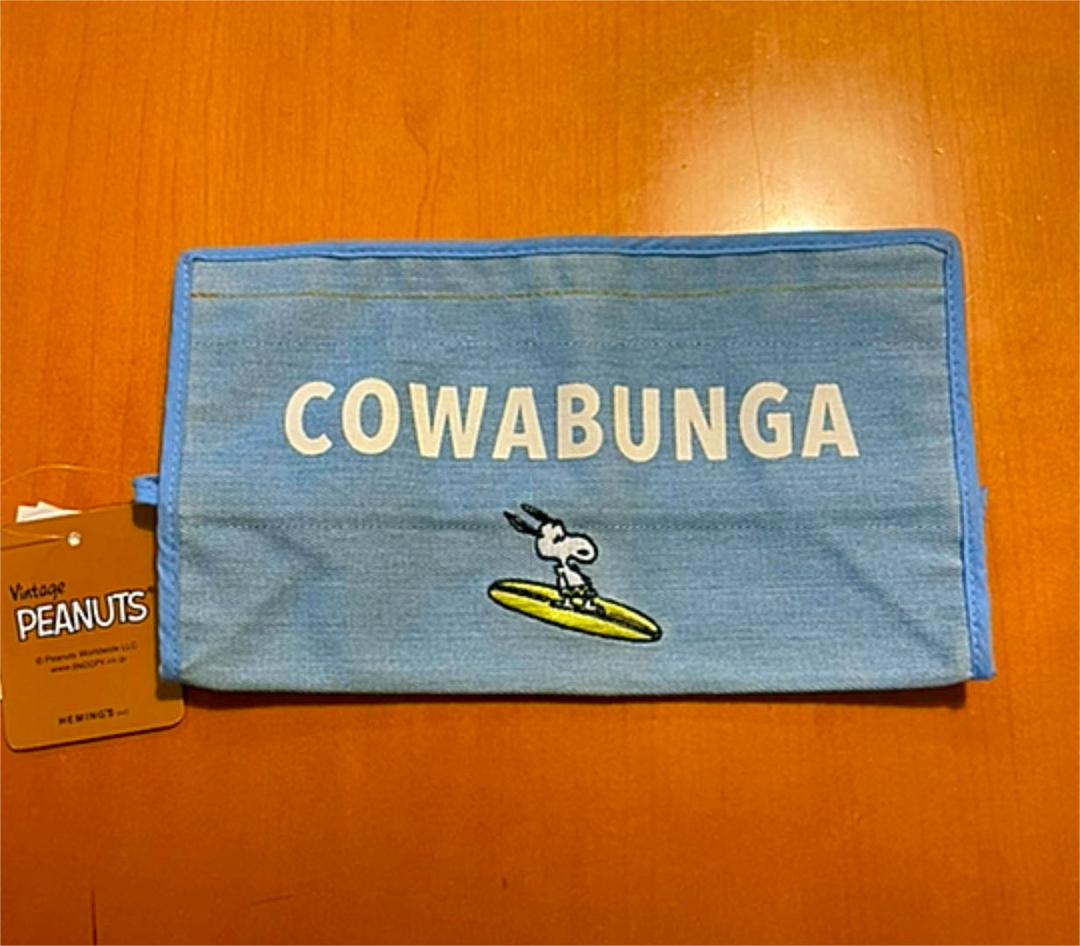 COWABUNGA
Vintage
PEANUTS
© Peanuts Worldwide LLC
www.SNOOPY.co.jp
HEMING'S